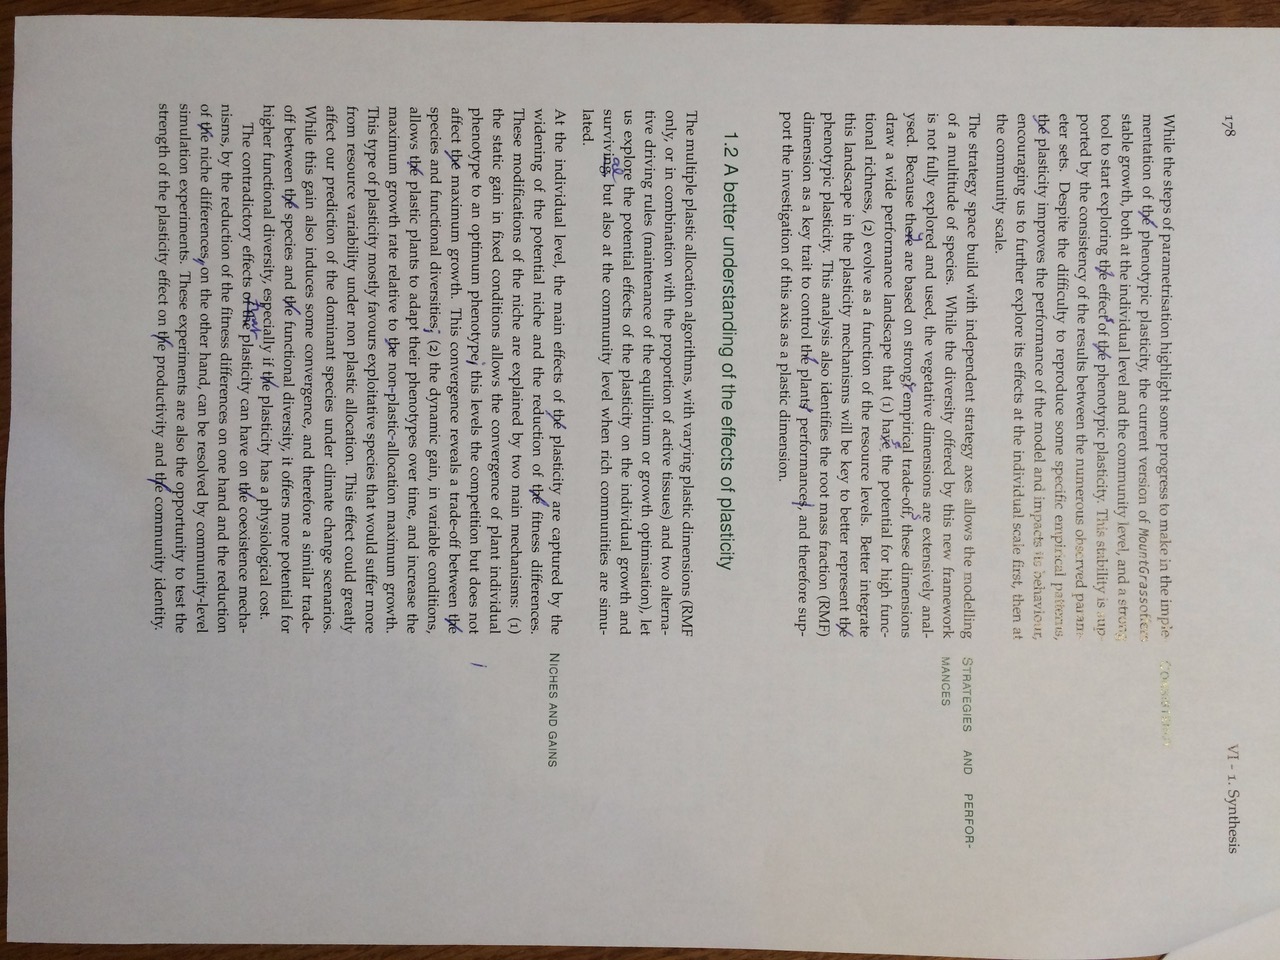 178
VI - 1. Synthesis
While the steps of parametrisation highlight some progress to make in the imple-
mentation of the phenotypic plasticity, the current version of MountGrass offers
stable growth, both at the individual level and the community level, and a strong
tool to start exploring the effects of the phenotypic plasticity. This stability is sup-
ported by the consistency of the results between the numerous observed param-
eter sets. Despite the difficulty to reproduce some specific empirical patterns,
the plasticity improves the performance of the model and impacts its behaviour,
encouraging us to further explore its effects at the individual scale first, then at
the community scale.
The strategy space build with independent strategy axes allows the modelling
STRATEGIES AND PERFOR-
of a multitude of species. While the diversity offered by this new framework
MANCES
is not fully explored and used, the vegetative dimensions are extensively anal-
y
ysed. Because there are based on strong empirical trade-offs, these dimensions
s
draw a wide performance landscape that (1) have the potential for high func-
tional richness, (2) evolve as a function of the resource levels. Better integrate
this landscape in the plasticity mechanisms will be key to better represent the
phenotypic plasticity. This analysis also identifies the root mass fraction (RMF)
dimension as a key trait to control the plants' performances, and therefore sup-
port the investigation of this axis as a plastic dimension.
1.2 A better understanding of the effects of plasticity
The multiple plastic allocation algorithms, with varying plastic dimensions (RMF
only, or in combination with the proportion of active tissues) and two alterna-
tive driving rules (maintenance of the equilibrium or growth optimisation), let
us explore the potential effects of the plasticity on the individual growth and
al
surviving, but also at the community level when rich communities are simu-
lated.
At the individual level, the main effects of the plasticity are captured by the
NICHES AND GAINS
widening of the potential niche and the reduction of the fitness differences.
These modifications of the niche are explained by two main mechanisms: (1)
the static gain in fixed conditions allows the convergence of plant individual
phenotype to an optimum phenotype; this levels the competition but does not
affect the maximum growth. This convergence reveals a trade-off between the
species and functional diversities; (2) the dynamic gain, in variable conditions,
allows the plastic plants to adapt their phenotypes over time, and increase the
maximum growth rate relative to the non-plastic-allocation maximum growth.
This type of plasticity mostly favours exploitative species that would suffer more
from resource variability under non plastic allocation. This effect could greatly
affect our prediction of the dominant species under climate change scenarios.
While this gain also induces some convergence, and therefore a similar trade-
off between the species and the functional diversity, it offers more potential for
higher functional diversity, especially if the plasticity has a physiological cost.
that
The contradictory effects of the plasticity can have on the coexistence mecha-
nisms, by the reduction of the fitness differences on one hand and the reduction
of the niche differences, on the other hand, can be resolved by community-level
simulation experiments. These experiments are also the opportunity to test the
strength of the plasticity effect on the productivity and the community identity.